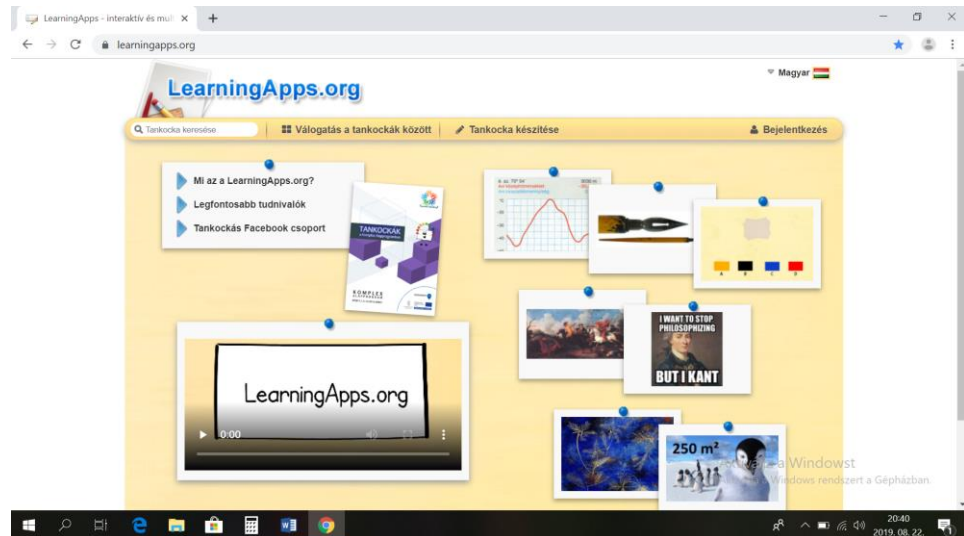 LearningApps - interaktív és mul
learningapps.org
LearningApps.org
Magyar
Tankocka keresése
Válogatás a tankockák között
Tankocka készítése
Bejelentkezés
Mi az a LearningApps.org?
Legfontosabb tudnivalók
Tankockás Facebook csoport
TANKOCKÁK
KOMPLEX
LearningApps.org
0:00
A
B
C
D
I WANT TO STOP
PHILOSOPHIZING
BUT I KANT
250 m²
a Windowst
Windows rendszert a Gépházban.
20:40
2019. 08. 22.